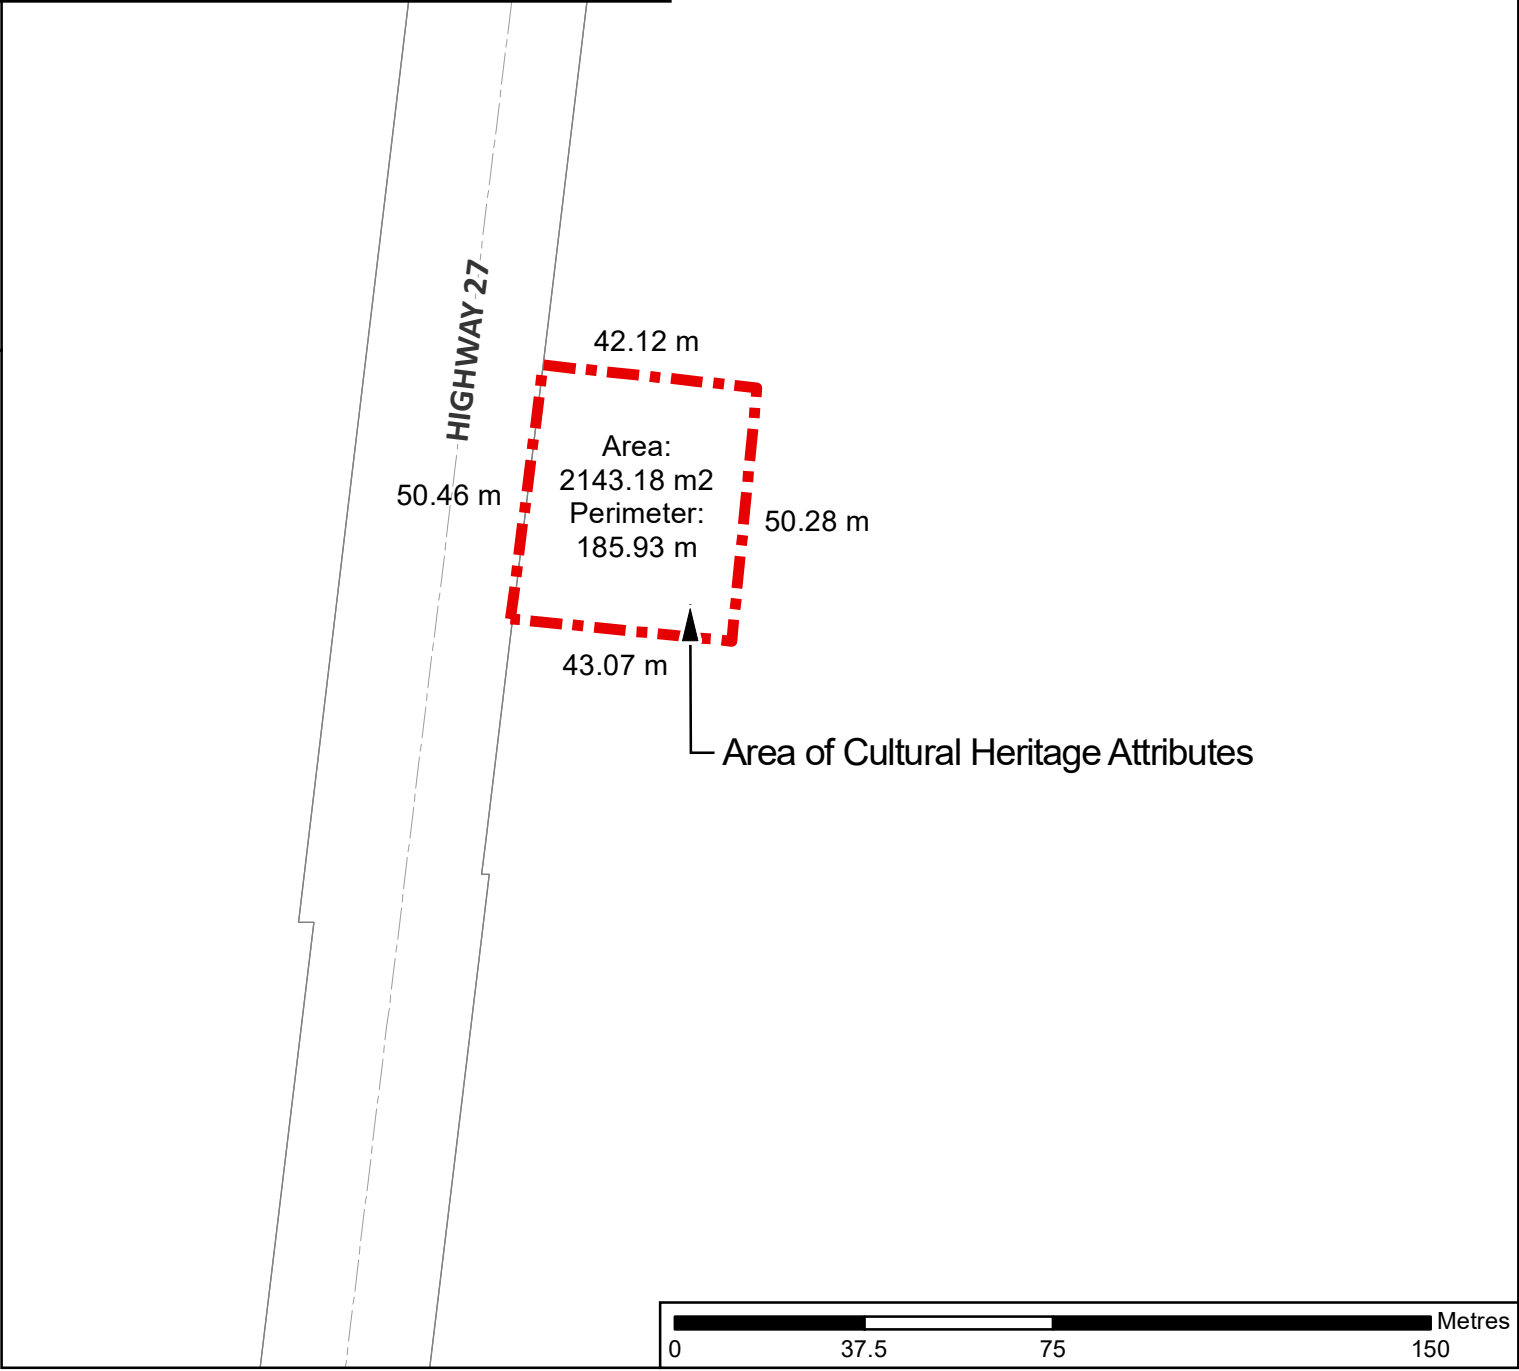 HIGHWAY 27
42.12 m
Area:
2143.18 m2
Perimeter:
185.93 m
50.46 m
50.28 m
43.07 m
Area of Cultural Heritage Attributes
Metres
0 37.5 75 150